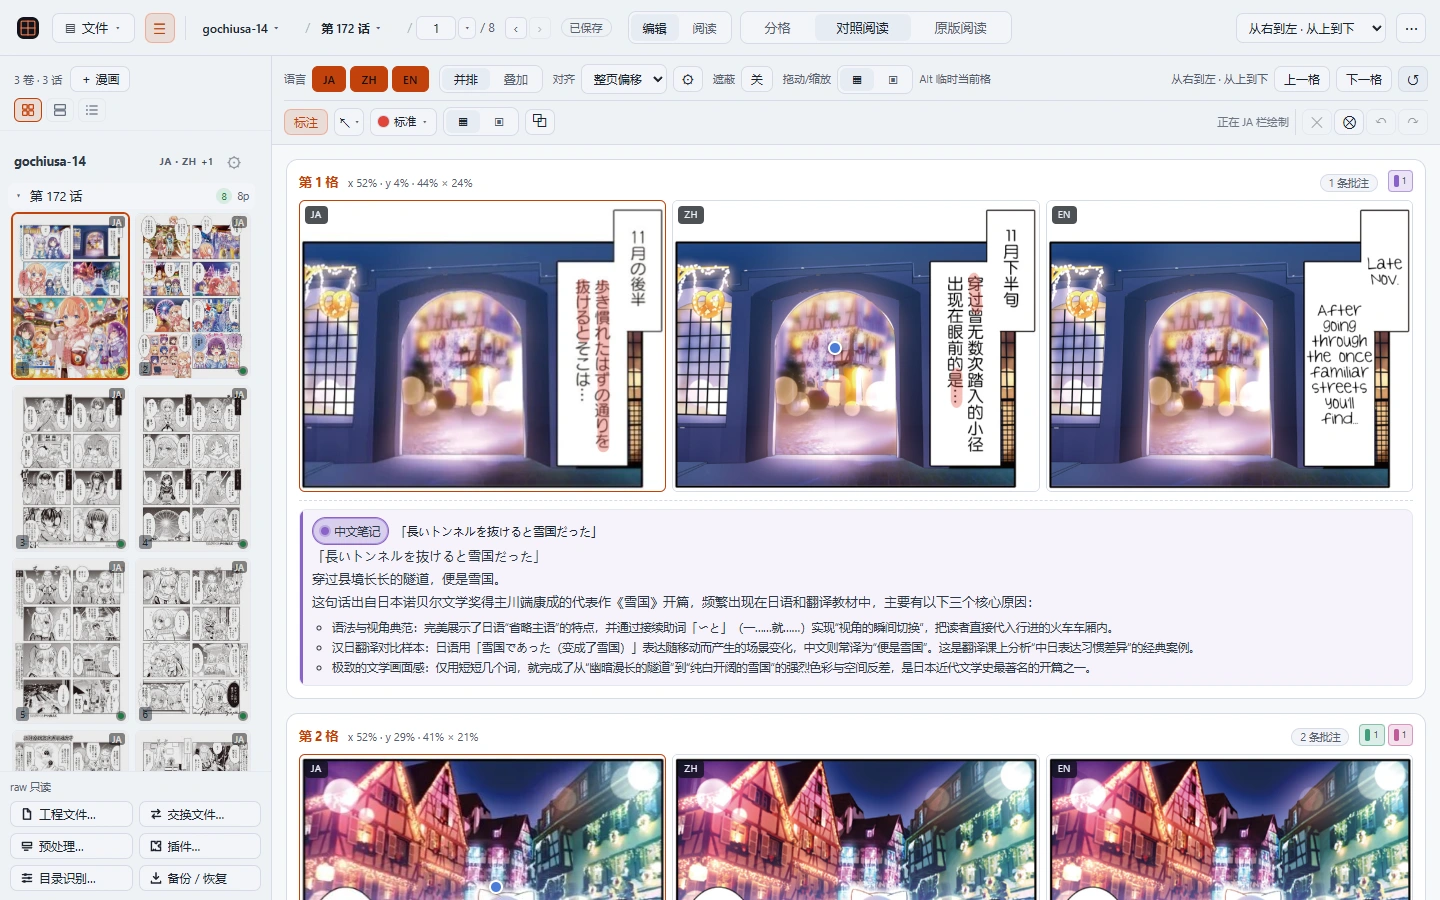 文件
gochiusa-14 / 第 172 话 / 1 / 8
已保存
编辑 阅读
分格 对照阅读 原版阅读
从右到左 · 从上到下
3 卷 · 3 话
+ 漫画
gochiusa-14
JA · ZH +1
第 172 话
8 8p
JA
JA
1
2
JA
JA
3
4
JA
JA
5
6
JA
JA
raw 只读
工程文件...
交换文件...
预处理...
插件...
目录识别...
备份 / 恢复
语言 JA ZH EN
并排 叠加
对齐 整页偏移
遮蔽 关
拖动/缩放
Alt 临时当前格
从右到左 · 从上到下
上一格 下一格
标注
标准
正在 JA 栏绘制
第 1 格 x 52% · y 4% · 44% × 24%
1 条批注
1
JA
11月の後半
歩き慣れたはずの通りを
抜けるとそこは…
ZH
11月下半旬
穿过曾无数次踏入的小径
出现在眼前的是…
EN
Late
Nov.
After
going
through
the once
familiar
streets
you'll
find...
中文笔记 「長いトンネルを抜けると雪国だった」
「長いトンネルを抜けると雪国だった」
穿过县境长长的隧道，便是雪国。
这句话出自日本诺贝尔文学奖得主川端康成的代表作《雪国》开篇，频繁出现在日语和翻译教材中，主要有以下三个核心原因：
语法与视角典范：完美展示了日语“省略主语”的特点，并通过接续助词「〜と」（一……就……）实现“视角的瞬间切换”，把读者直接代入行进的火车车厢内。
汉日翻译对比样本：日语用「雪国であった（变成了雪国）」表达随移动而产生的场景变化，中文则常译为“便是雪国”。这是翻译课上分析“中日表达习惯差异”的经典案例。
极致的文学画面感：仅用短短几个词，就完成了从“幽暗漫长的隧道”到“纯白开阔的雪国”的强烈色彩与空间反差，是日本近代文学史最著名的开篇之一。
第 2 格 x 52% · y 29% · 41% × 21%
2 条批注
1
1
JA
ZH
EN